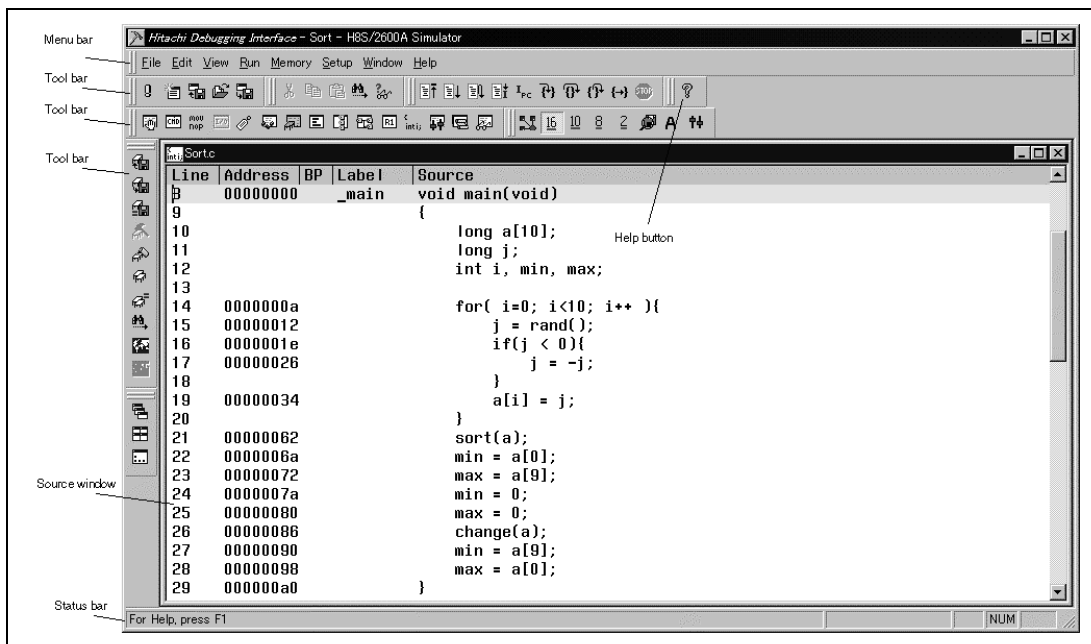 Menu bar
Hitachi Debugging Interface - Sort - H8S/2600A Simulator
File Edit View Run Memory Setup Window Help
Tool bar
Tool bar
16 10 8 2 A
Tool bar
Sort.c
Line Address BP Label Source
8 00000000 _main void main(void)
9 {
10 long a[10];
Help button
11 long j;
12 int i, min, max;
13
14 0000000a for( i=0; i<10; i++ ){
15 00000012 j = rand();
16 0000001e if(j < 0){
17 00000026 j = -j;
18 }
19 00000034 a[i] = j;
20 }
21 00000062 sort(a);
22 0000006a min = a[0];
23 00000072 max = a[9];
Source window
24 0000007a min = 0;
25 00000080 max = 0;
26 00000086 change(a);
27 00000090 min = a[9];
28 00000098 max = a[0];
29 000000a0 }
Status bar
For Help, press F1
NUM